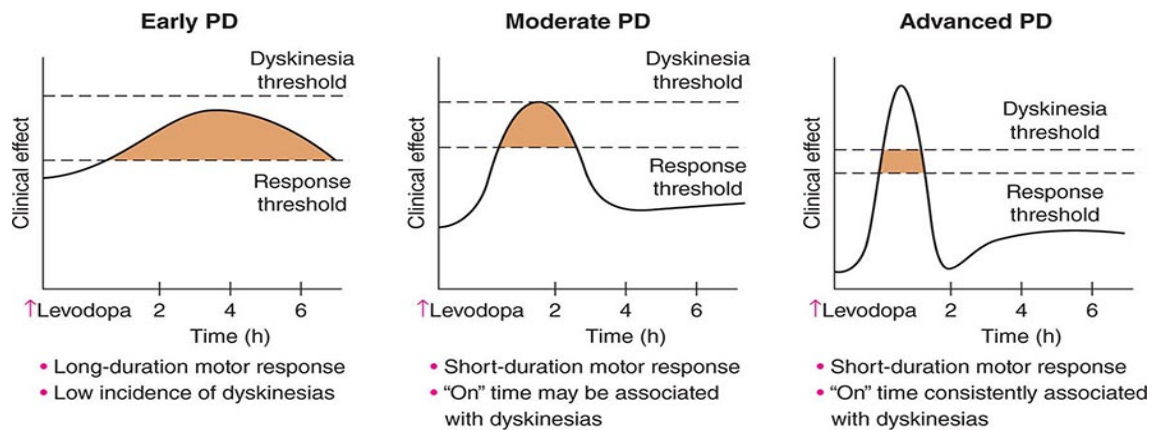 Early PD
Dyskinesia
threshold
Response
threshold
Clinical effect
↑Levodopa 2 4 6
Time (h)
• Long-duration motor response
• Low incidence of dyskinesias
Moderate PD
Dyskinesia
threshold
Response
threshold
Clinical effect
↑Levodopa 2 4 6
Time (h)
• Short-duration motor response
• “On” time may be associated
with dyskinesias
Advanced PD
Dyskinesia
threshold
Response
threshold
Clinical effect
↑Levodopa 2 4 6
Time (h)
• Short-duration motor response
• “On” time consistently associated
with dyskinesias